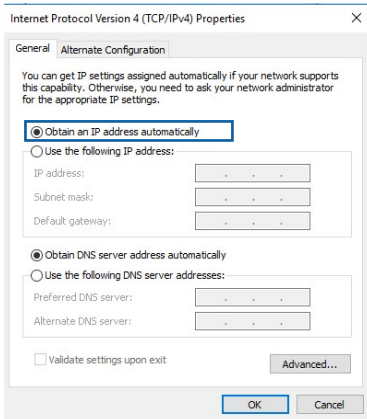 Internet Protocol Version 4 (TCP/IPv4) Properties
General
Alternate Configuration
You can get IP settings assigned automatically if your network supports
this capability. Otherwise, you need to ask your network administrator
for the appropriate IP settings.
Obtain an IP address automatically
Use the following IP address:
IP address:
Subnet mask:
Default gateway:
Obtain DNS server address automatically
Use the following DNS server addresses:
Preferred DNS server:
Alternate DNS server:
Validate settings upon exit
Advanced...
OK
Cancel